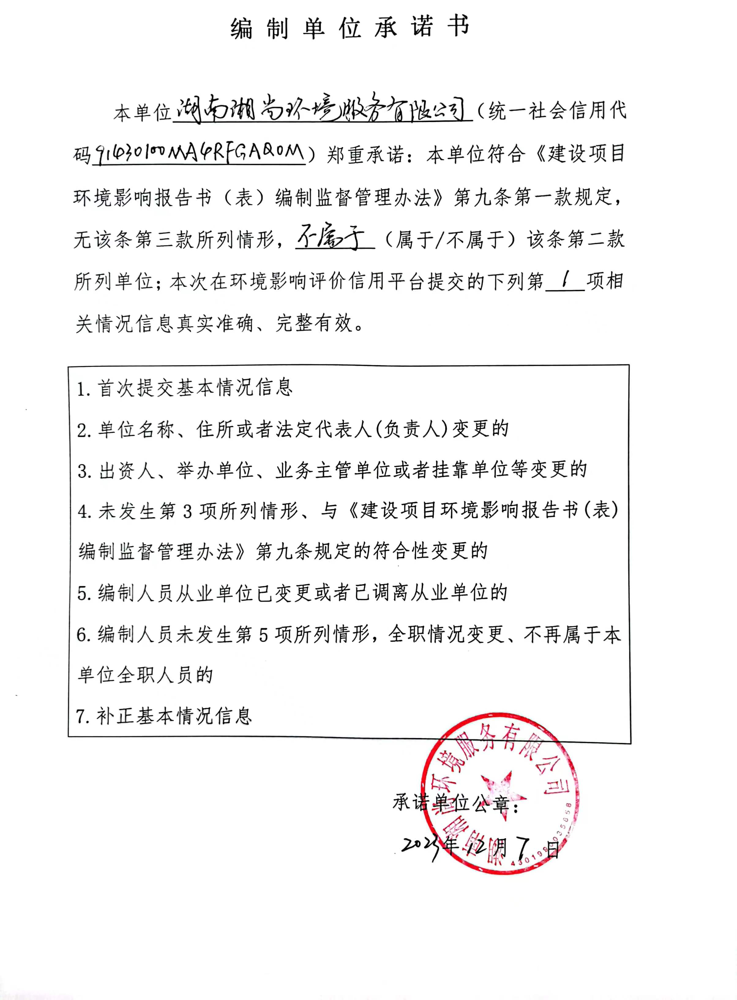 编制单位承诺书
本单位湖南湘尚环境服务有限公司（统一社会信用代
码91430100MA4RFGAQ0M）郑重承诺：本单位符合《建设项目
环境影响报告书（表）编制监督管理办法》第九条第一款规定，
无该条第三款所列情形，不属于（属于/不属于）该条第二款
所列单位；本次在环境影响评价信用平台提交的下列第1项相
关情况信息真实准确、完整有效。
1.首次提交基本情况信息
2.单位名称、住所或者法定代表人(负责人)变更的
3.出资人、举办单位、业务主管单位或者挂靠单位等变更的
4.未发生第3项所列情形、与《建设项目环境影响报告书(表)
编制监督管理办法》第九条规定的符合性变更的
5.编制人员从业单位已变更或者已调离从业单位的
6.编制人员未发生第5项所列情形，全职情况变更、不再属于本
单位全职人员的
7.补正基本情况信息
湖南湘尚环境服务有限公司
承诺单位公章：
2023年12月7日